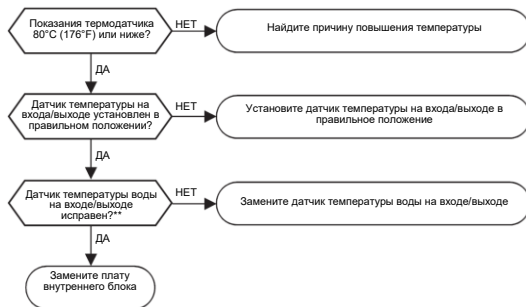 Показания термодатчика
80°C (176°F) или ниже?
НЕТ
Найдите причину повышения температуры
ДА
Датчик температуры на
входа/выходе установлен в
правильном положении?
НЕТ
Установите датчик температуры на входа/выходе в
правильное положение
ДА
Датчик температуры воды
на входе/выходе
исправен?**
НЕТ
Замените датчик температуры воды на входе/выходе
ДА
Замените плату
внутреннего блока